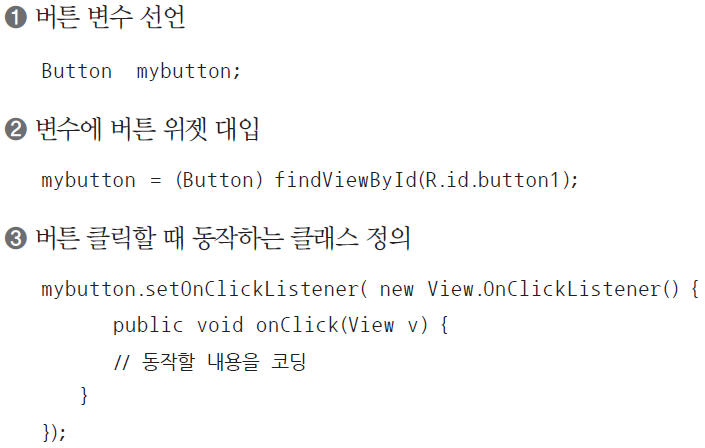 ❶ 버튼 변수 선언
Button mybutton;
❷ 변수에 버튼 위젯 대입
mybutton = (Button) findViewById(R.id.button1);
❸ 버튼 클릭할 때 동작하는 클래스 정의
mybutton.setOnClickListener( new View.OnClickListener() {
public void onClick(View v) {
// 동작할 내용을 코딩
}
});